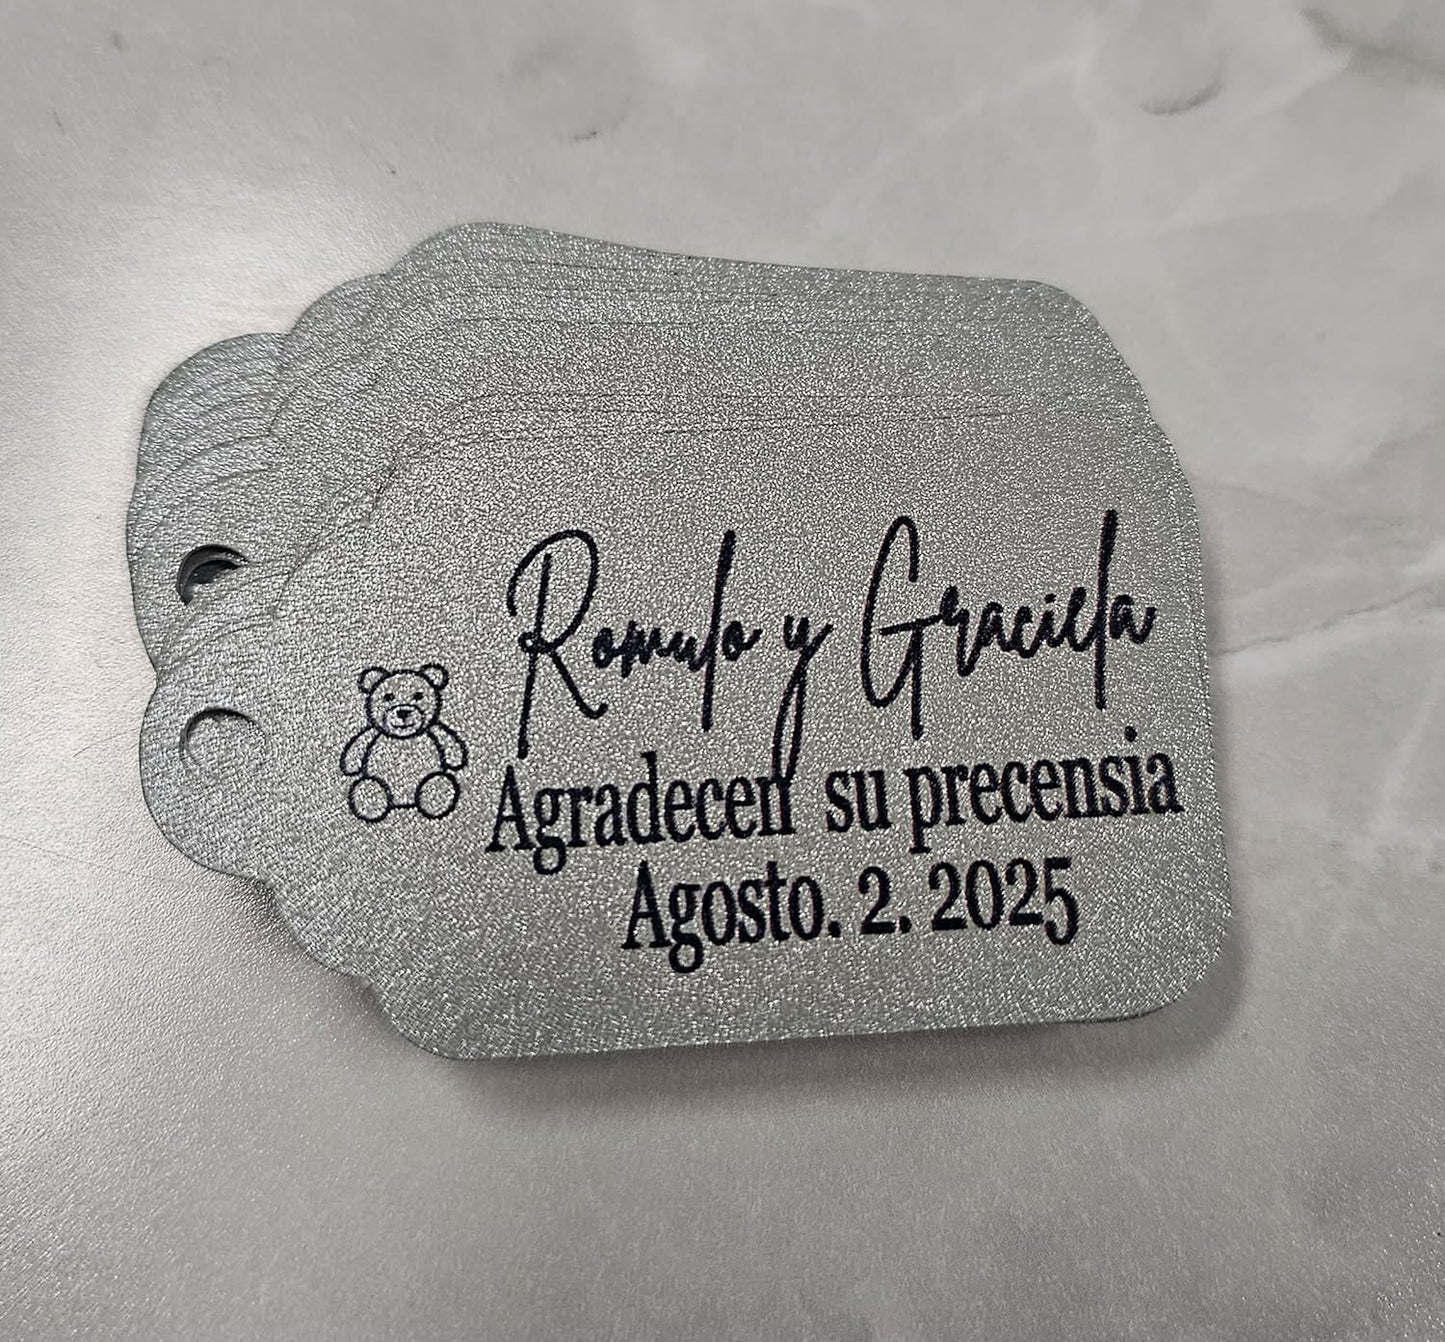 Romulo y Graciela
Agradecen su precensia
Agosto. 2. 2025